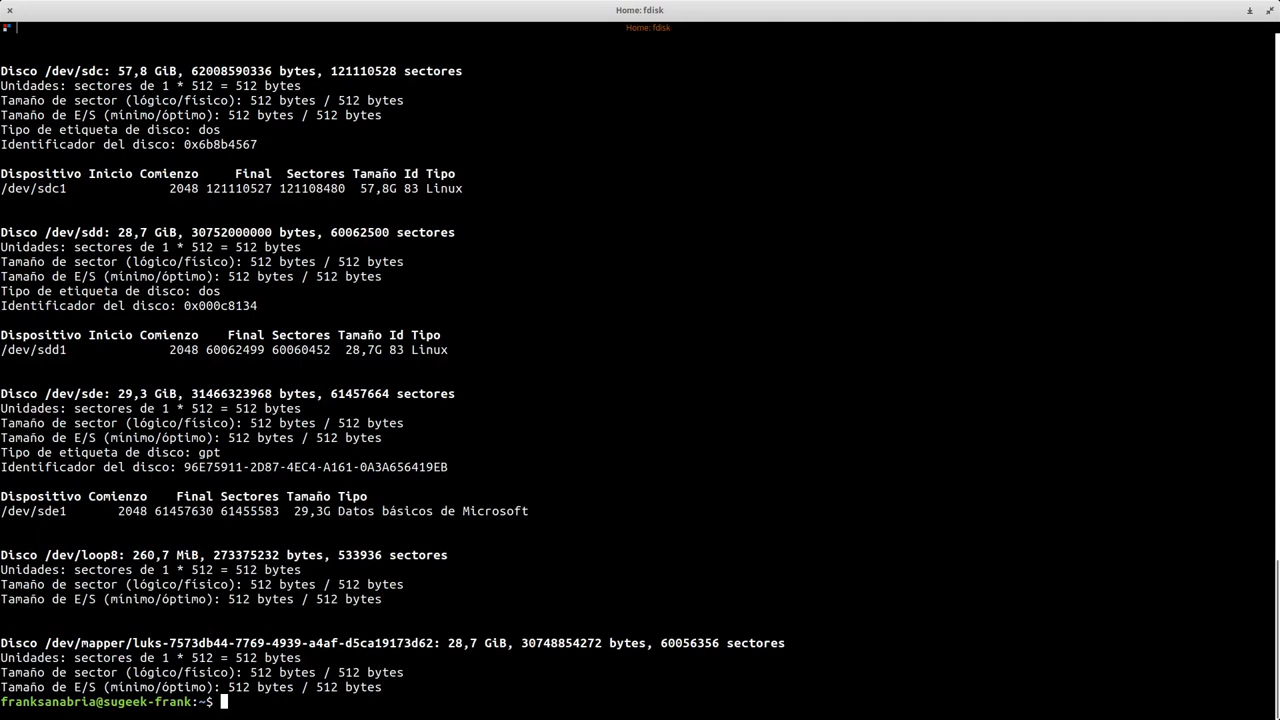 Home: fdisk
Home: fdisk
Disco /dev/sdc: 57,8 GiB, 62008590336 bytes, 121110528 sectores
Unidades: sectores de 1 * 512 = 512 bytes
Tamaño de sector (lógico/físico): 512 bytes / 512 bytes
Tamaño de E/S (mínimo/óptimo): 512 bytes / 512 bytes
Tipo de etiqueta de disco: dos
Identificador del disco: 0x6b8b4567
Dispositivo Inicio Comienzo     Final  Sectores Tamaño Id Tipo
/dev/sdc1              2048 121110527 121108480  57,8G 83 Linux
Disco /dev/sdd: 28,7 GiB, 30752000000 bytes, 60062500 sectores
Unidades: sectores de 1 * 512 = 512 bytes
Tamaño de sector (lógico/físico): 512 bytes / 512 bytes
Tamaño de E/S (mínimo/óptimo): 512 bytes / 512 bytes
Tipo de etiqueta de disco: dos
Identificador del disco: 0x000c8134
Dispositivo Inicio Comienzo    Final Sectores Tamaño Id Tipo
/dev/sdd1              2048 60062499 60060452  28,7G 83 Linux
Disco /dev/sde: 29,3 GiB, 31466323968 bytes, 61457664 sectores
Unidades: sectores de 1 * 512 = 512 bytes
Tamaño de sector (lógico/físico): 512 bytes / 512 bytes
Tamaño de E/S (mínimo/óptimo): 512 bytes / 512 bytes
Tipo de etiqueta de disco: gpt
Identificador del disco: 96E75911-2D87-4EC4-A161-0A3A656419EB
Dispositivo Comienzo    Final Sectores Tamaño Tipo
/dev/sde1       2048 61457630 61455583  29,3G Datos básicos de Microsoft
Disco /dev/loop8: 260,7 MiB, 273375232 bytes, 533936 sectores
Unidades: sectores de 1 * 512 = 512 bytes
Tamaño de sector (lógico/físico): 512 bytes / 512 bytes
Tamaño de E/S (mínimo/óptimo): 512 bytes / 512 bytes
Disco /dev/mapper/luks-7573db44-7769-4939-a4af-d5ca19173d62: 28,7 GiB, 30748854272 bytes, 60056356 sectores
Unidades: sectores de 1 * 512 = 512 bytes
Tamaño de sector (lógico/físico): 512 bytes / 512 bytes
Tamaño de E/S (mínimo/óptimo): 512 bytes / 512 bytes
franksanabria@sugeek-frank:~$